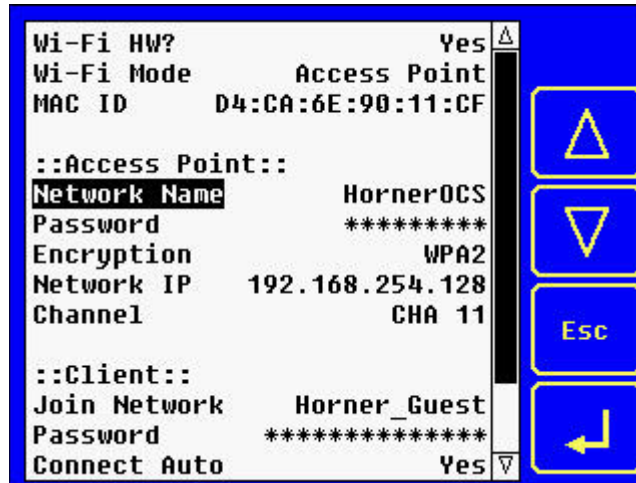 Wi-Fi HW? Yes
Wi-Fi Mode Access Point
MAC ID D4:CA:6E:90:11:CF
::Access Point::
Network Name HornerOCS
Password *********
Encryption WPA2
Network IP 192.168.254.128
Channel CHA 11
Esc
::Client::
Join Network Horner_Guest
Password **************
Connect Auto Yes